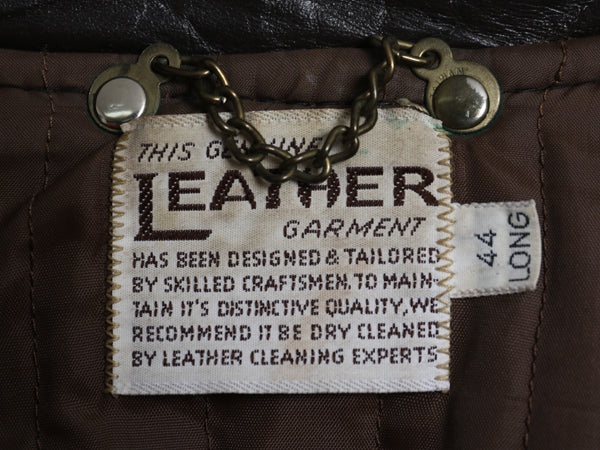 THIS GENUINE
LEATHER
GARMENT
HAS BEEN DESIGNED & TAILORED
BY SKILLED CRAFTSMEN. TO MAIN-
TAIN IT'S DISTINCTIVE QUALITY, WE
RECOMMEND IT BE DRY CLEANED
BY LEATHER CLEANING EXPERTS
44
LONG